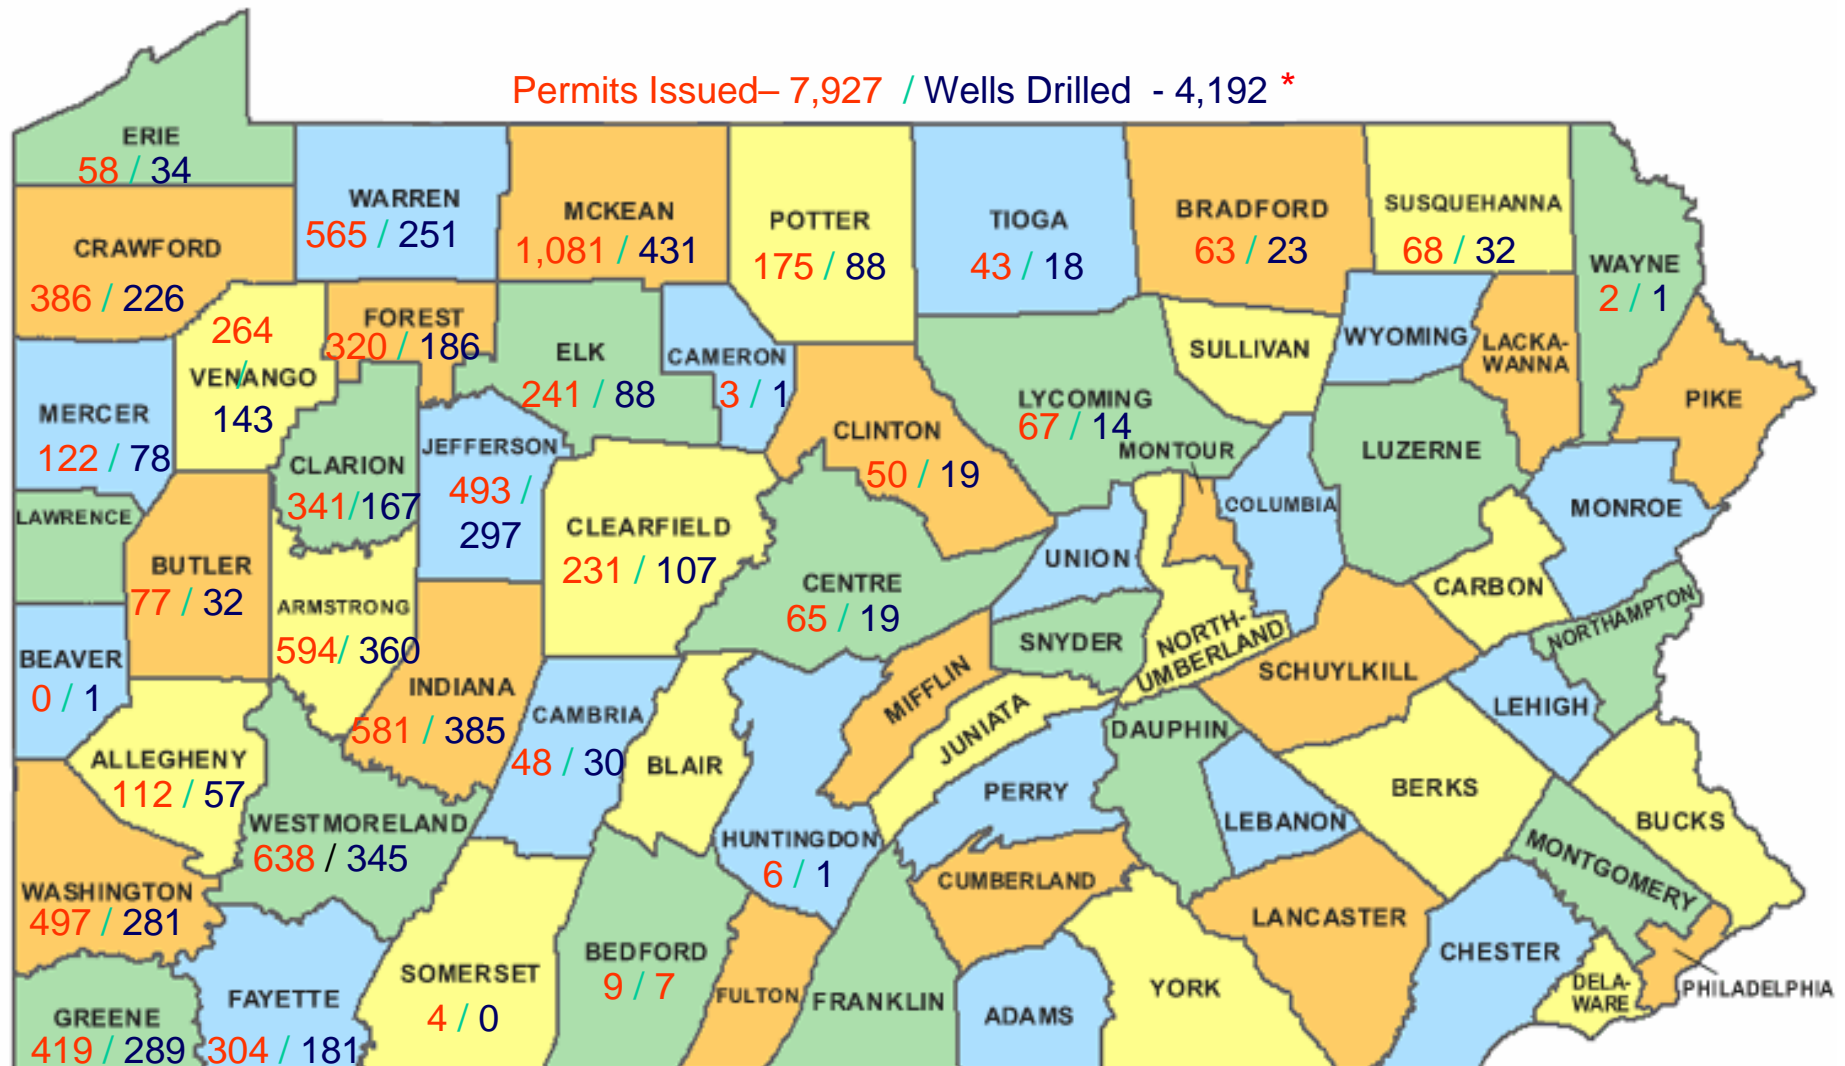 Permits Issued– 7,927 / Wells Drilled - 4,192 *
ERIE
58 / 34
WARREN
565 / 251
MCKEAN
1,081 / 431
POTTER
175 / 88
TIOGA
43 / 18
BRADFORD
63 / 23
SUSQUEHANNA
68 / 32
WAYNE
2 / 1
CRAWFORD
386 / 226
VENANGO
264
/
143
FOREST
320 / 186
ELK
241 / 88
CAMERON
3 / 1
CLINTON
50 / 19
LYCOMING
67 / 14
SULLIVAN
WYOMING
LACKA-
WANNA
PIKE
MERCER
122 / 78
CLARION
341/167
JEFFERSON
493 /
297
CLEARFIELD
231 / 107
CENTRE
65 / 19
MONTOUR
COLUMBIA
LUZERNE
MONROE
LAWRENCE
BUTLER
77 / 32
ARMSTRONG
594/ 360
INDIANA
581 / 385
UNION
SNYDER
NORTH-
UMBERLAND
CARBON
NORTHAMPTON
SCHUYLKILL
LEHIGH
BEAVER
0 / 1
ALLEGHENY
112 / 57
WESTMORELAND
638 / 345
CAMBRIA
48 / 30
BLAIR
HUNTINGDON
6 / 1
MIFFLIN
JUNIATA
PERRY
DAUPHIN
LEBANON
BERKS
BUCKS
MONTGOMERY
WASHINGTON
497 / 281
CUMBERLAND
LANCASTER
CHESTER
DELA-
WARE
PHILADELPHIA
GREENE
419 / 289
FAYETTE
304 / 181
SOMERSET
4 / 0
BEDFORD
9 / 7
FULTON
FRANKLIN
ADAMS
YORK